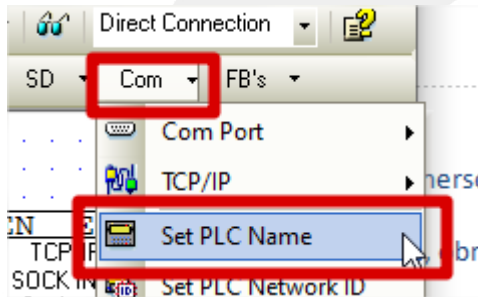 Direct Connection
SD Com FB's
Com Port
TCP/IP
Set PLC Name
TCP
SOCK IN
Set PLC Network ID